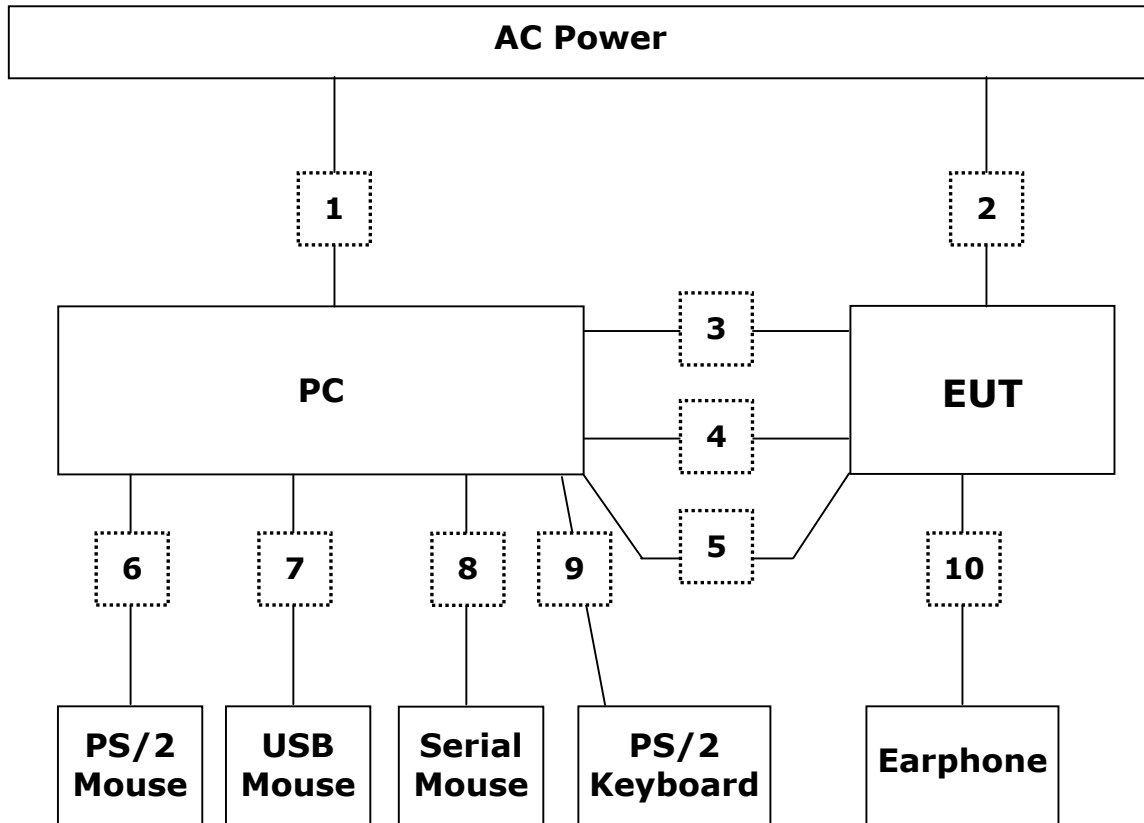 AC Power
1
2
3
PC
EUT
4
5
6
7
8
9
10
PS/2
Mouse
USB
Mouse
Serial
Mouse
PS/2
Keyboard
Earphone